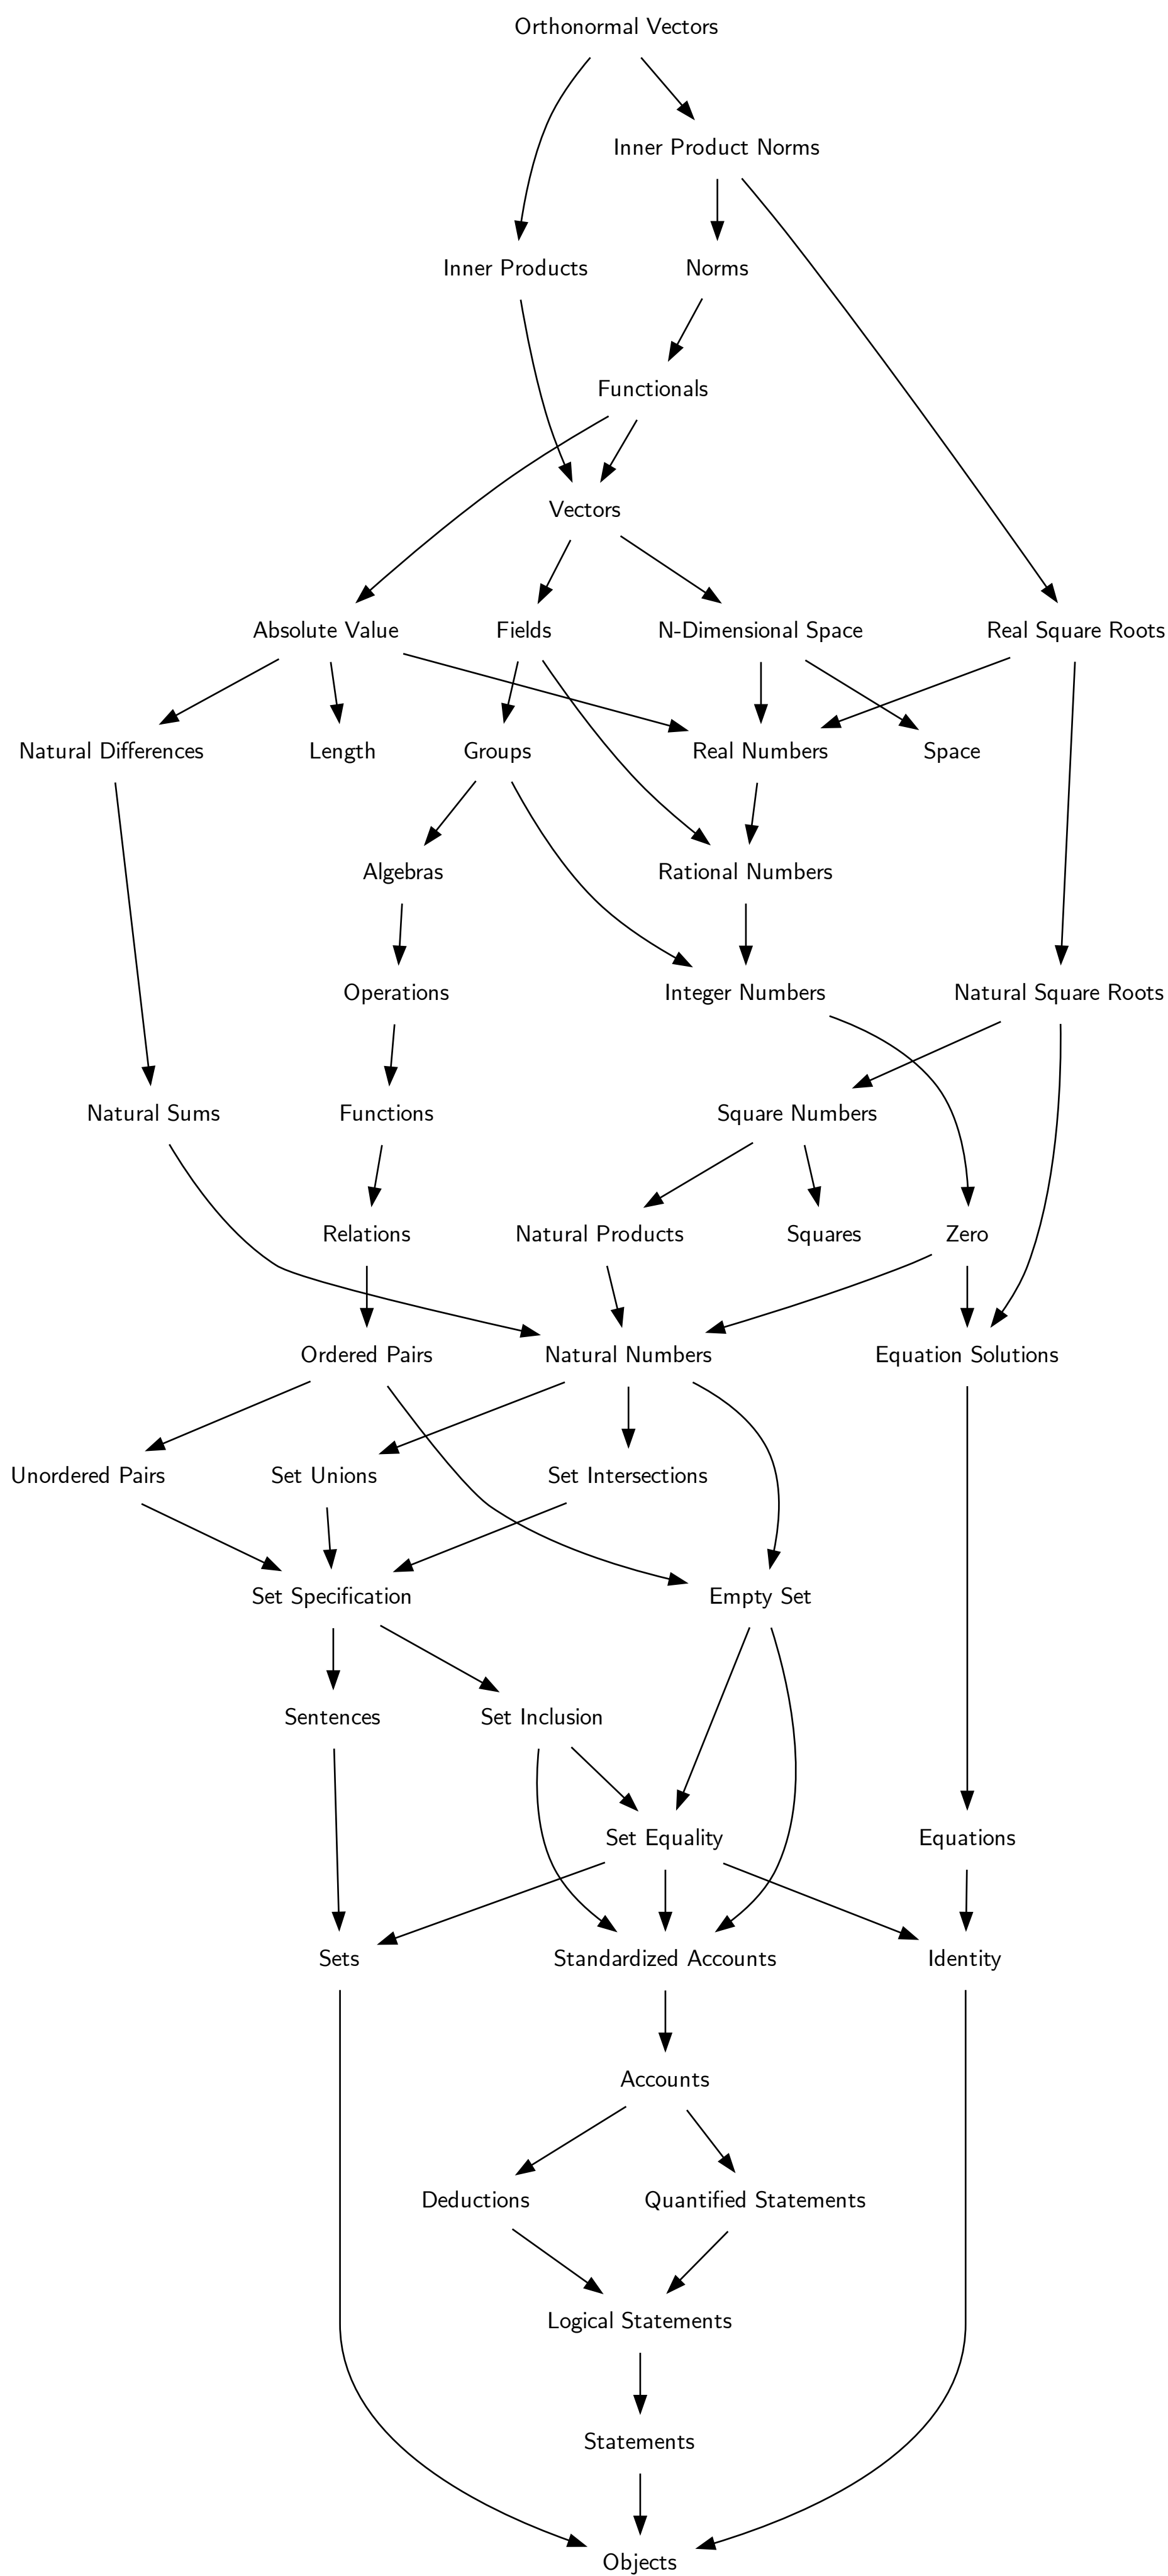 Orthonormal Vectors
Inner Product Norms
Inner Products
Norms
Functionals
Vectors
Absolute Value
Fields
N-Dimensional Space
Real Square Roots
Natural Differences
Length
Groups
Real Numbers
Space
Algebras
Rational Numbers
Operations
Integer Numbers
Natural Square Roots
Natural Sums
Functions
Square Numbers
Relations
Natural Products
Squares
Zero
Ordered Pairs
Natural Numbers
Equation Solutions
Unordered Pairs
Set Unions
Set Intersections
Set Specification
Empty Set
Sentences
Set Inclusion
Set Equality
Equations
Sets
Standardized Accounts
Identity
Accounts
Deductions
Quantified Statements
Logical Statements
Statements
Objects